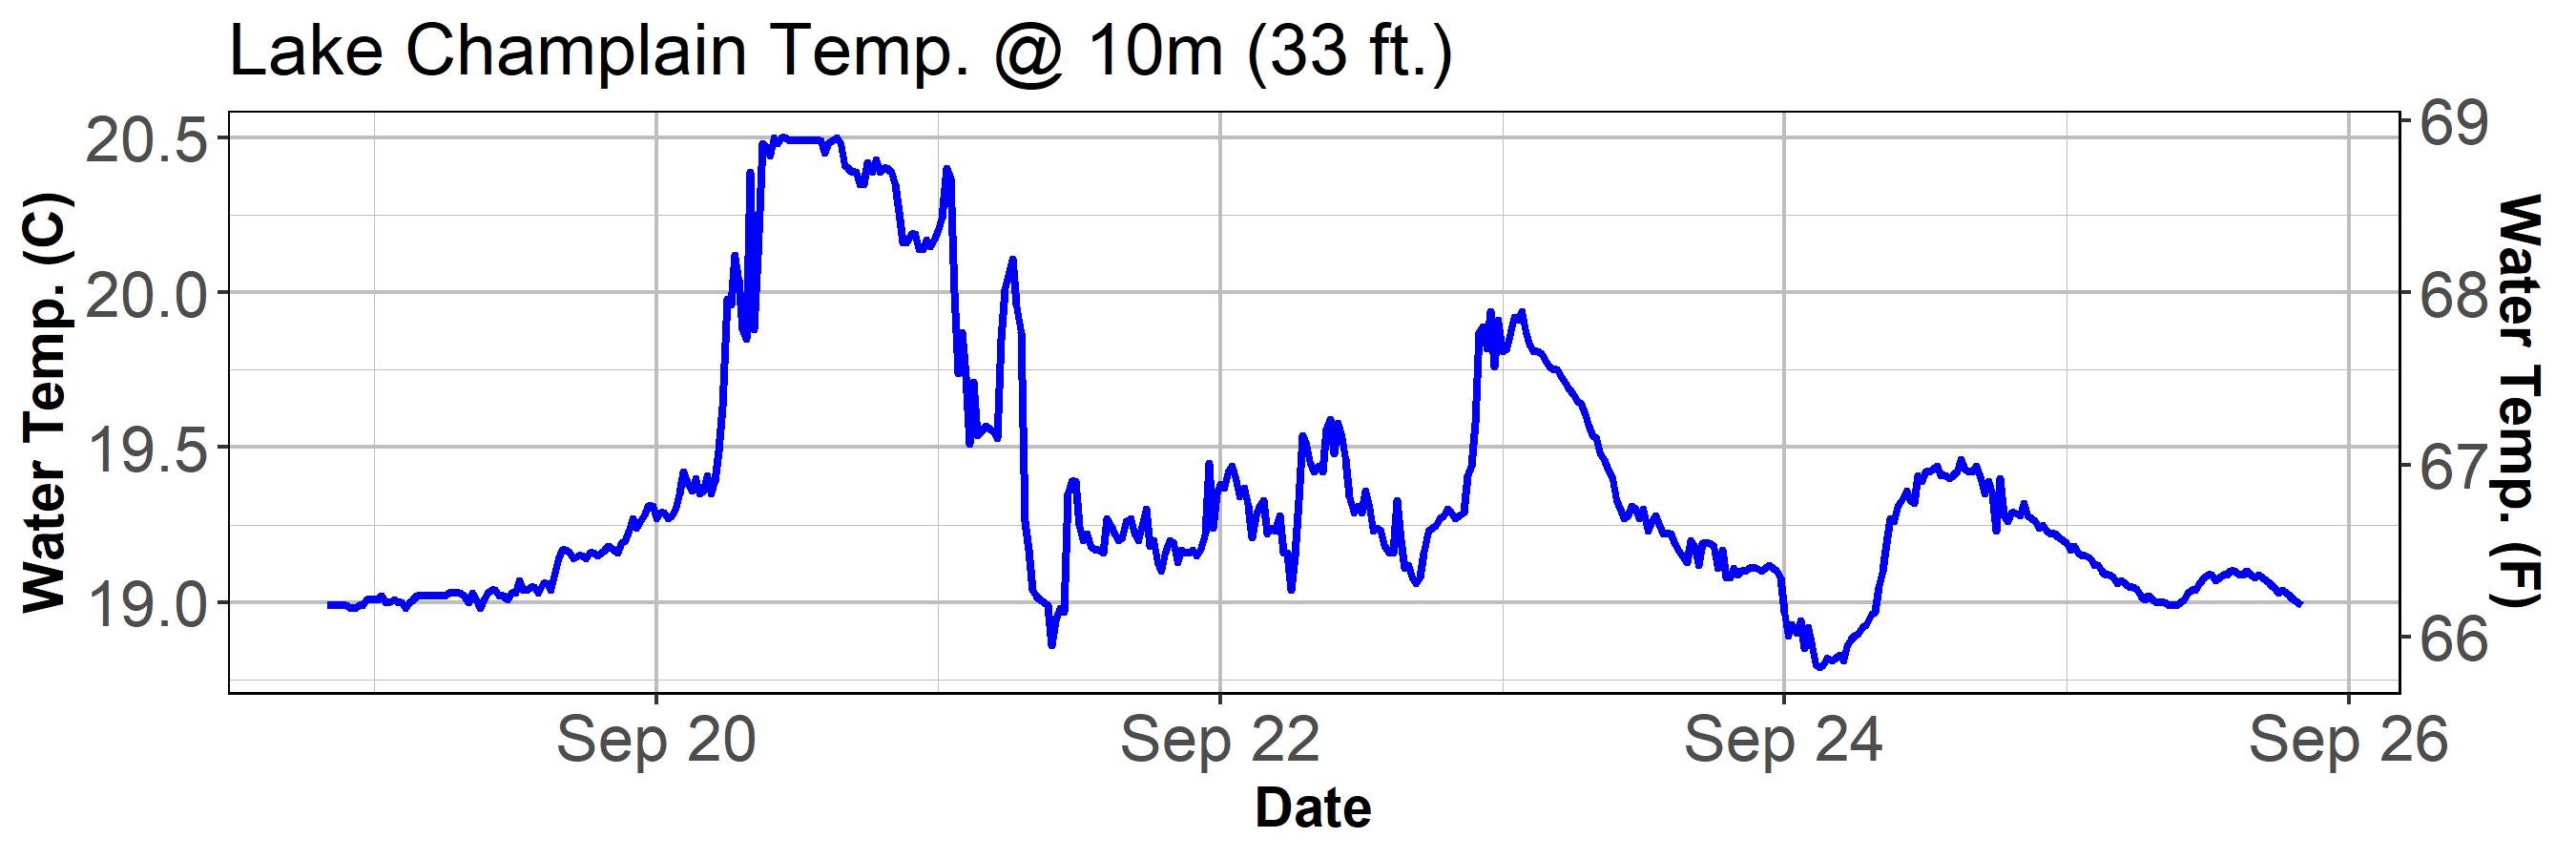 Lake Champlain Temp. @ 10m (33 ft.)
Water Temp. (C)
20.5
20.0
19.5
19.0
69
68
67
66
Water Temp. (F)
Sep 20 Sep 22 Sep 24 Sep 26
Date